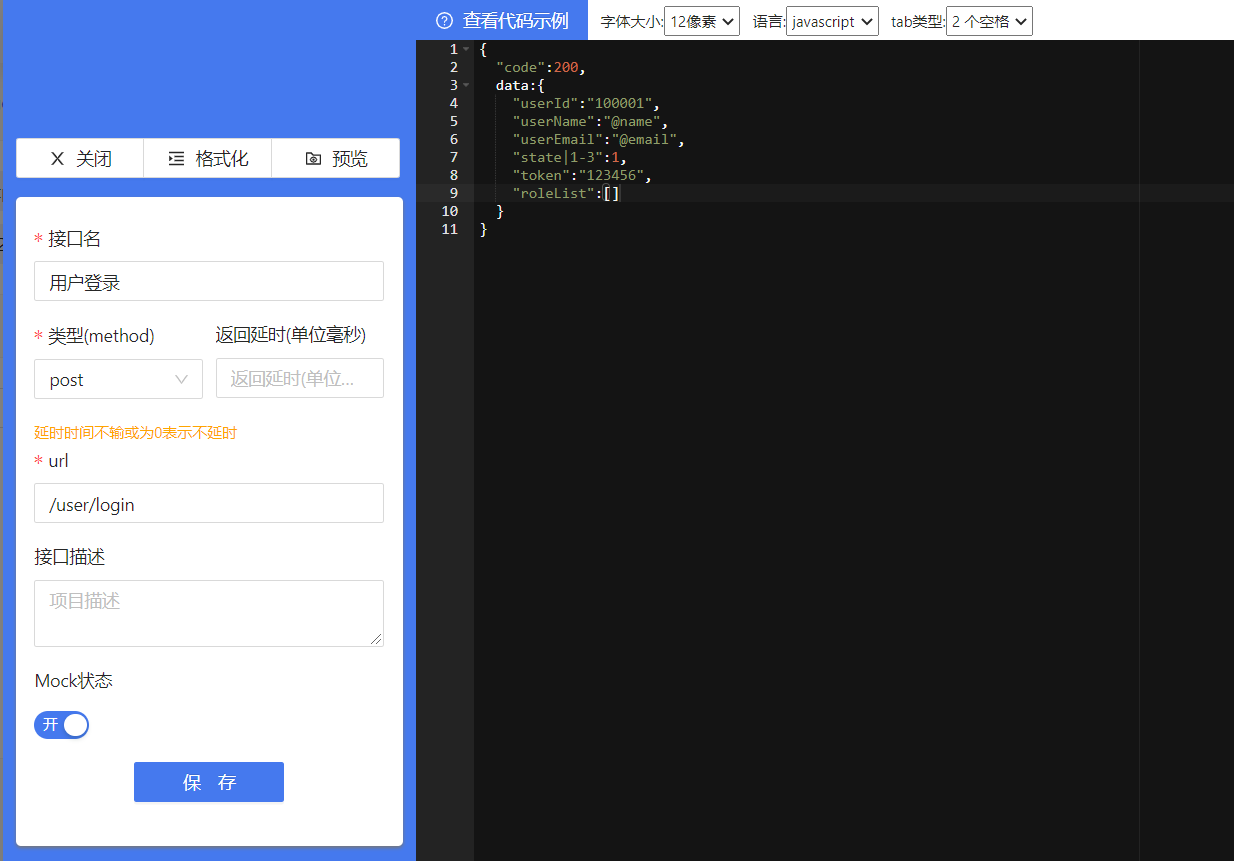 查看代码示例 字体大小: 12像素 语言: javascript tab类型: 2 个空格
关闭 格式化 预览
* 接口名
用户登录
* 类型(method) 返回延时(单位毫秒)
post 返回延时(单位...
延时时间不输或为0表示不延时
* url
/user/login
接口描述
项目描述
Mock状态
开
保 存
1 {
2 "code":200,
3 data:{
4 "userId":"100001",
5 "userName":"@name",
6 "userEmail":"@email",
7 "state|1-3":1,
8 "token":"123456",
9 "roleList":[]
10 }
11 }